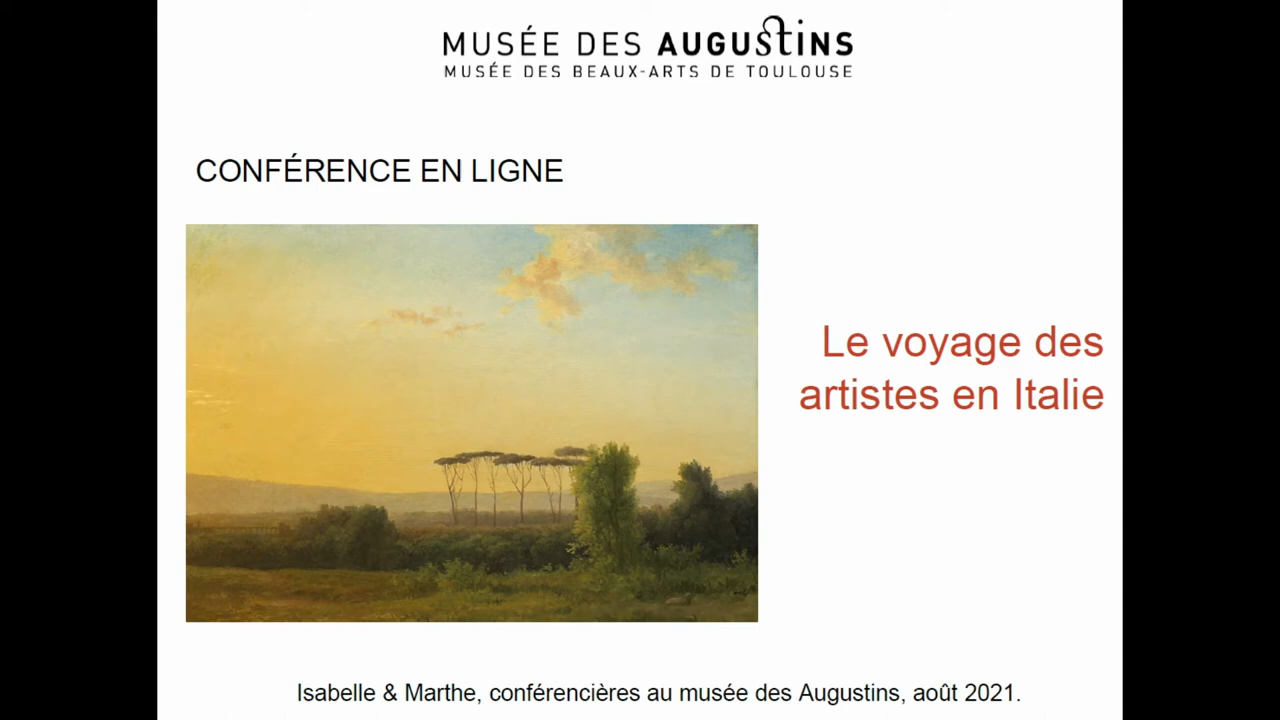 MUSÉE DES AUGUSTINS
MUSÉE DES BEAUX-ARTS DE TOULOUSE
CONFÉRENCE EN LIGNE
Le voyage des
artistes en Italie
Isabelle & Marthe, conférencières au musée des Augustins, août 2021.